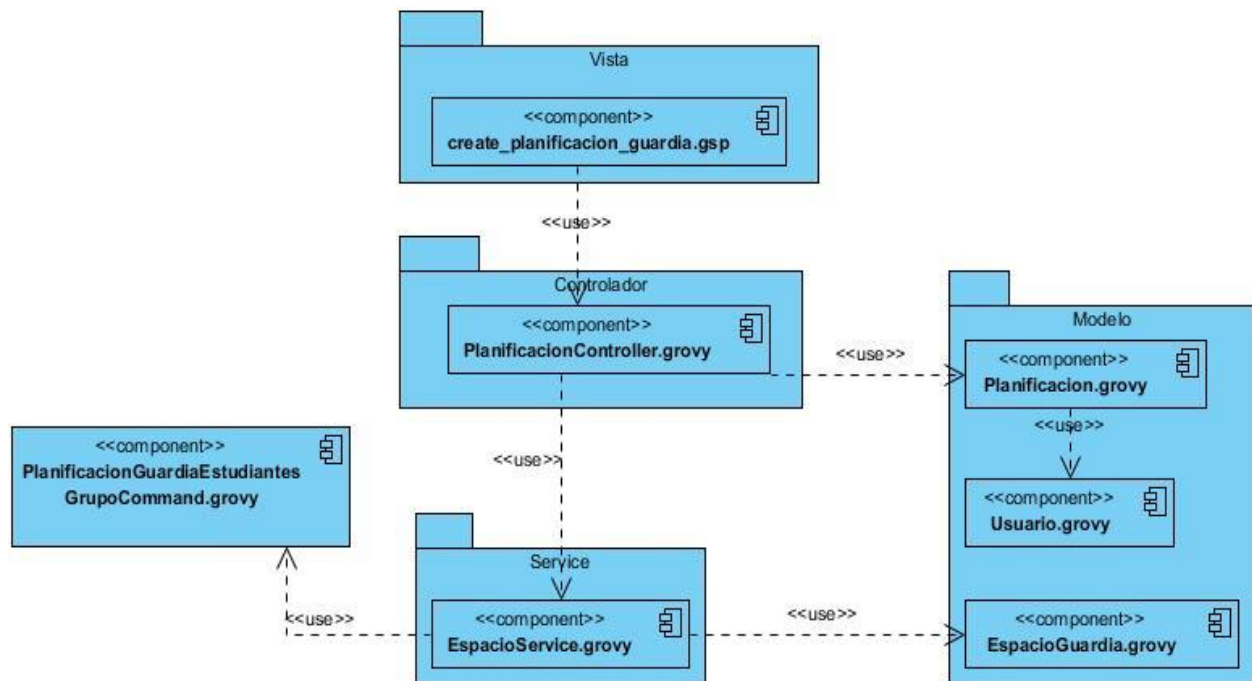 Vista
<<component>>
create_planificacion_guardia.gsp
<<use>>
Controlador
<<component>>
PlanificacionController.grovy
<<use>>
Modelo
<<component>>
Planificacion.grovy
<<use>>
<<component>>
Usuario.grovy
<<component>>
EspacioGuardia.grovy
<<use>>
<<component>>
PlanificacionGuardiaEstudiantes
GrupoCommand.grovy
<<use>>
Service
<<component>>
EspacioService.grovy
<<use>>